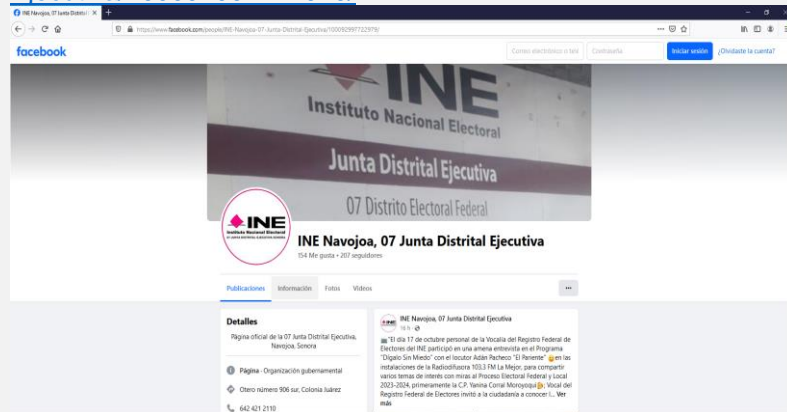 INE Navojoa, 07 Junta Distrital E
https://www.facebook.com/people/INE-Navojoa-07-Junta-Distrital-Ejecutiva/100092997722979/
facebook
Correo electrónico o telé
Contraseña
Iniciar sesión
¿Olvidaste la cuenta?
INE
Instituto Nacional Electoral
Junta Distrital Ejecutiva
07 Distrito Electoral Federal
INE
Instituto Nacional Electoral
INE Navojoa, 07 Junta Distrital Ejecutiva
154 Me gusta • 207 seguidores
Publicaciones Información Fotos Videos
Detalles
Página oficial de la 07 Junta Distrital Ejecutiva,
Navojoa, Sonora
Página · Organización gubernamental
Otero número 906 sur, Colonia Juárez
642 421 2110
INE Navojoa, 07 Junta Distrital Ejecutiva
16 h ·
"El día 17 de octubre personal de la Vocalía del Registro Federal de
Electores del INE participó en una amena entrevista en el Programa
"Dígalo Sin Miedo" con el locutor Adán Pacheco "El Pariente" en las
instalaciones de la Radiodifusora 103.3 FM La Mejor, para compartir
varios temas de interés con miras al Proceso Electoral Federal y Local
2023-2024, primeramente la C.P. Vanina Corral Moroyoqui; Vocal del
Registro Federal de Electores invitó a la ciudadanía a conocer l... Ver
más